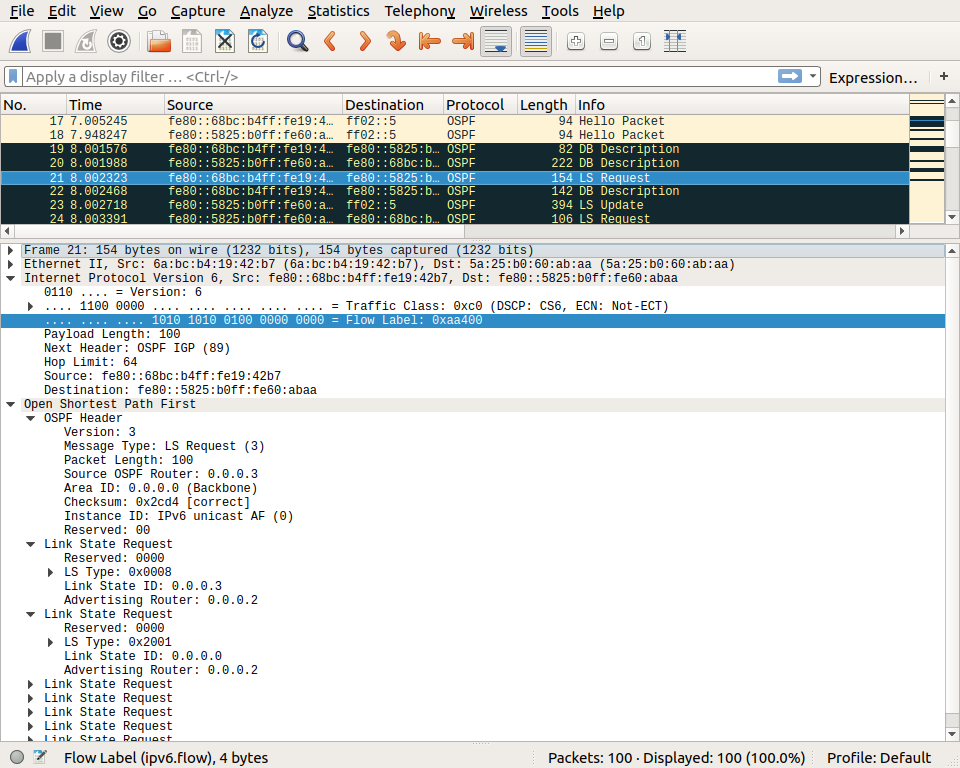 File Edit View Go Capture Analyze Statistics Telephony Wireless Tools Help
Apply a display filter … <Ctrl-/> Expression… +
No. Time Source Destination Protocol Length Info
17 7.005245 fe80::68bc:b4ff:fe19:4… ff02::5 OSPF 94 Hello Packet
18 7.948247 fe80::5825:b0ff:fe60:a… ff02::5 OSPF 94 Hello Packet
19 8.001576 fe80::68bc:b4ff:fe19:4… fe80::5825:b… OSPF 82 DB Description
20 8.001988 fe80::5825:b0ff:fe60:a… fe80::68bc:b… OSPF 222 DB Description
21 8.002323 fe80::68bc:b4ff:fe19:4… fe80::5825:b… OSPF 154 LS Request
22 8.002468 fe80::68bc:b4ff:fe19:4… fe80::5825:b… OSPF 142 DB Description
23 8.002718 fe80::5825:b0ff:fe60:a… ff02::5 OSPF 394 LS Update
24 8.003391 fe80::5825:b0ff:fe60:a… fe80::68bc:b… OSPF 106 LS Request
Frame 21: 154 bytes on wire (1232 bits), 154 bytes captured (1232 bits)
Ethernet II, Src: 6a:bc:b4:19:42:b7 (6a:bc:b4:19:42:b7), Dst: 5a:25:b0:60:ab:aa (5a:25:b0:60:ab:aa)
Internet Protocol Version 6, Src: fe80::68bc:b4ff:fe19:42b7, Dst: fe80::5825:b0ff:fe60:abaa
0110 .... = Version: 6
.... 1100 0000 .... .... .... .... .... = Traffic Class: 0xc0 (DSCP: CS6, ECN: Not-ECT)
.... .... .... 1010 1010 0100 0000 0000 = Flow Label: 0xaa400
Payload Length: 100
Next Header: OSPF IGP (89)
Hop Limit: 64
Source: fe80::68bc:b4ff:fe19:42b7
Destination: fe80::5825:b0ff:fe60:abaa
Open Shortest Path First
OSPF Header
Version: 3
Message Type: LS Request (3)
Packet Length: 100
Source OSPF Router: 0.0.0.3
Area ID: 0.0.0.0 (Backbone)
Checksum: 0x2cd4 [correct]
Instance ID: IPv6 unicast AF (0)
Reserved: 00
Link State Request
Reserved: 0000
LS Type: 0x0008
Link State ID: 0.0.0.3
Advertising Router: 0.0.0.2
Link State Request
Reserved: 0000
LS Type: 0x2001
Link State ID: 0.0.0.0
Advertising Router: 0.0.0.2
Link State Request
Link State Request
Link State Request
Link State Request
Link State Request
Flow Label (ipv6.flow), 4 bytes Packets: 100 · Displayed: 100 (100.0%) Profile: Default